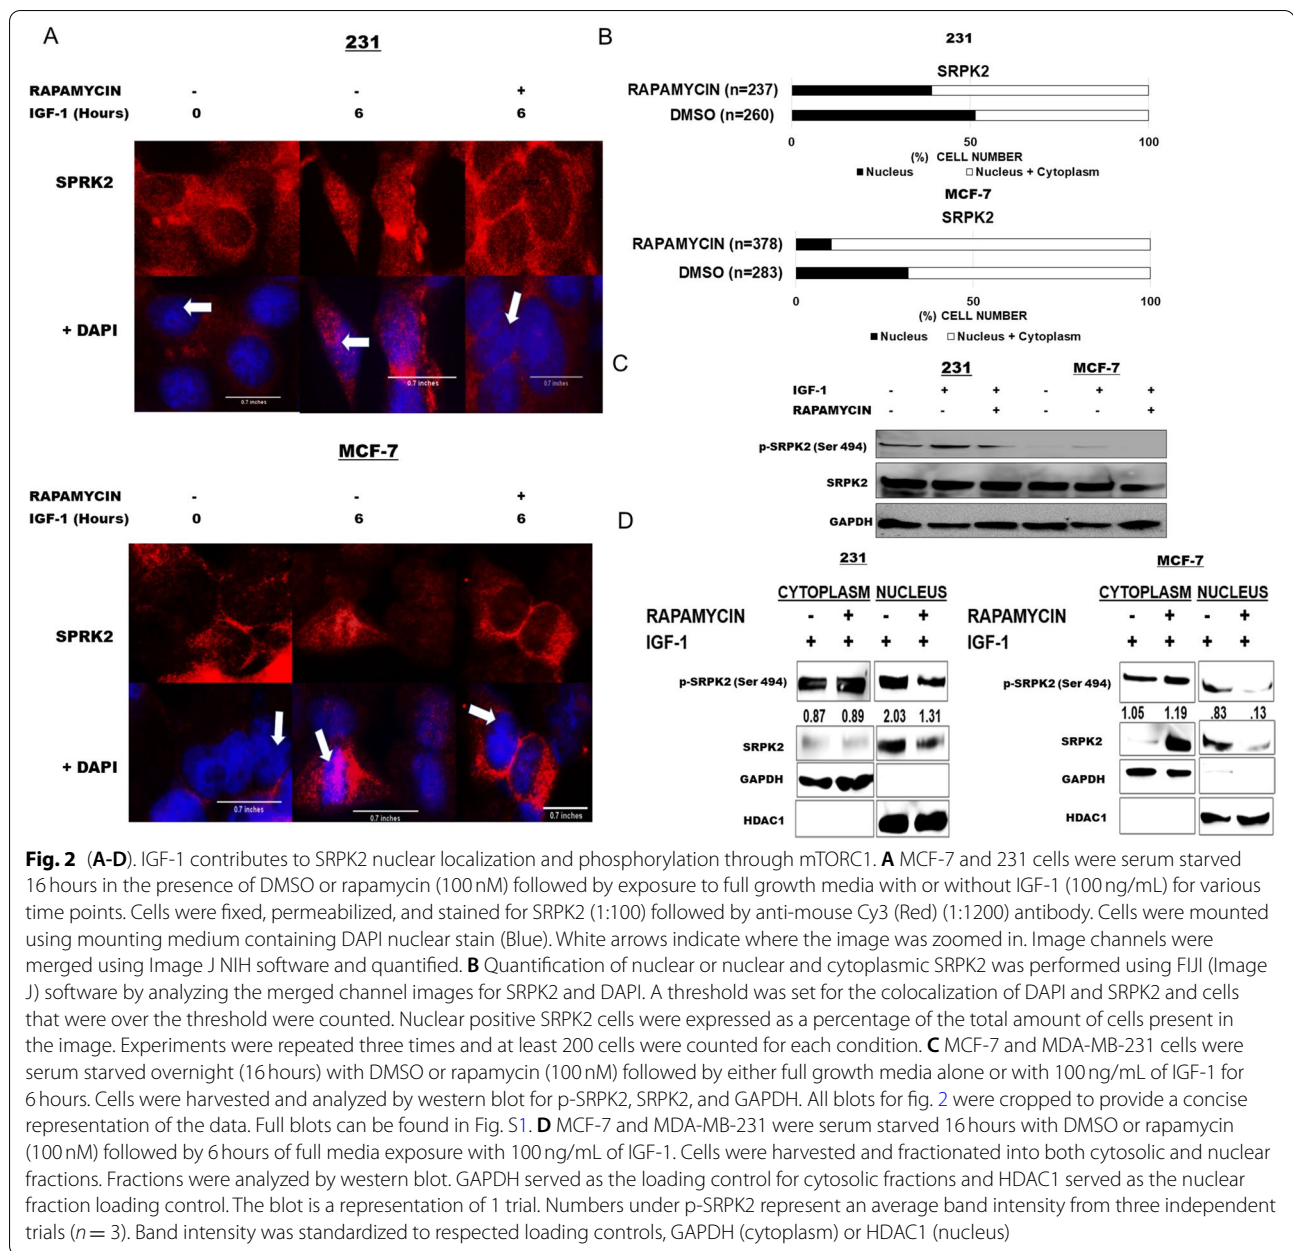 A
231
RAPAMYCIN - - +
IGF-1 (Hours) 0 6 6
SPRK2
+ DAPI
0.7 inches 0.7 inches 0.7 inches
MCF-7
RAPAMYCIN - - +
IGF-1 (Hours) 0 6 6
SPRK2
+ DAPI
0.7 inches 0.7 inches 0.7 inches
B
231
SRPK2
RAPAMYCIN (n=237)
DMSO (n=260)
0 50 100
(%) CELL NUMBER
Nucleus Nucleus + Cytoplasm
MCF-7
SRPK2
RAPAMYCIN (n=378)
DMSO (n=283)
0 50 100
(%) CELL NUMBER
Nucleus Nucleus + Cytoplasm
C
231 MCF-7
IGF-1 - + + - + +
RAPAMYCIN - - + - - +
p-SRPK2 (Ser 494)
SRPK2
GAPDH
D
231
CYTOPLASM NUCLEUS
RAPAMYCIN - + - +
IGF-1 + + + +
p-SRPK2 (Ser 494)
0.87 0.89 2.03 1.31
SRPK2
GAPDH
HDAC1
MCF-7
CYTOPLASM NUCLEUS
RAPAMYCIN - + - +
IGF-1 + + + +
p-SRPK2 (Ser 494)
1.05 1.19 .83 .13
SRPK2
GAPDH
HDAC1
Fig. 2 (A-D). IGF-1 contributes to SRPK2 nuclear localization and phosphorylation through mTORC1. A MCF-7 and 231 cells were serum starved
16 hours in the presence of DMSO or rapamycin (100 nM) followed by exposure to full growth media with or without IGF-1 (100 ng/mL) for various
time points. Cells were fixed, permeabilized, and stained for SRPK2 (1:100) followed by anti-mouse Cy3 (Red) (1:1200) antibody. Cells were mounted
using mounting medium containing DAPI nuclear stain (Blue). White arrows indicate where the image was zoomed in. Image channels were
merged using Image J NIH software and quantified. B Quantification of nuclear or nuclear and cytoplasmic SRPK2 was performed using FIJI (Image
J) software by analyzing the merged channel images for SRPK2 and DAPI. A threshold was set for the colocalization of DAPI and SRPK2 and cells
that were over the threshold were counted. Nuclear positive SRPK2 cells were expressed as a percentage of the total amount of cells present in
the image. Experiments were repeated three times and at least 200 cells were counted for each condition. C MCF-7 and MDA-MB-231 cells were
serum starved overnight (16 hours) with DMSO or rapamycin (100 nM) followed by either full growth media alone or with 100 ng/mL of IGF-1 for
6 hours. Cells were harvested and analyzed by western blot for p-SRPK2, SRPK2, and GAPDH. All blots for fig. 2 were cropped to provide a concise
representation of the data. Full blots can be found in Fig. S1. D MCF-7 and MDA-MB-231 were serum starved 16 hours with DMSO or rapamycin
(100 nM) followed by 6 hours of full media exposure with 100 ng/mL of IGF-1. Cells were harvested and fractionated into both cytosolic and nuclear
fractions. Fractions were analyzed by western blot. GAPDH served as the loading control for cytosolic fractions and HDAC1 served as the nuclear
fraction loading control. The blot is a representation of 1 trial. Numbers under p-SRPK2 represent an average band intensity from three independent
trials (n = 3). Band intensity was standardized to respected loading controls, GAPDH (cytoplasm) or HDAC1 (nucleus)